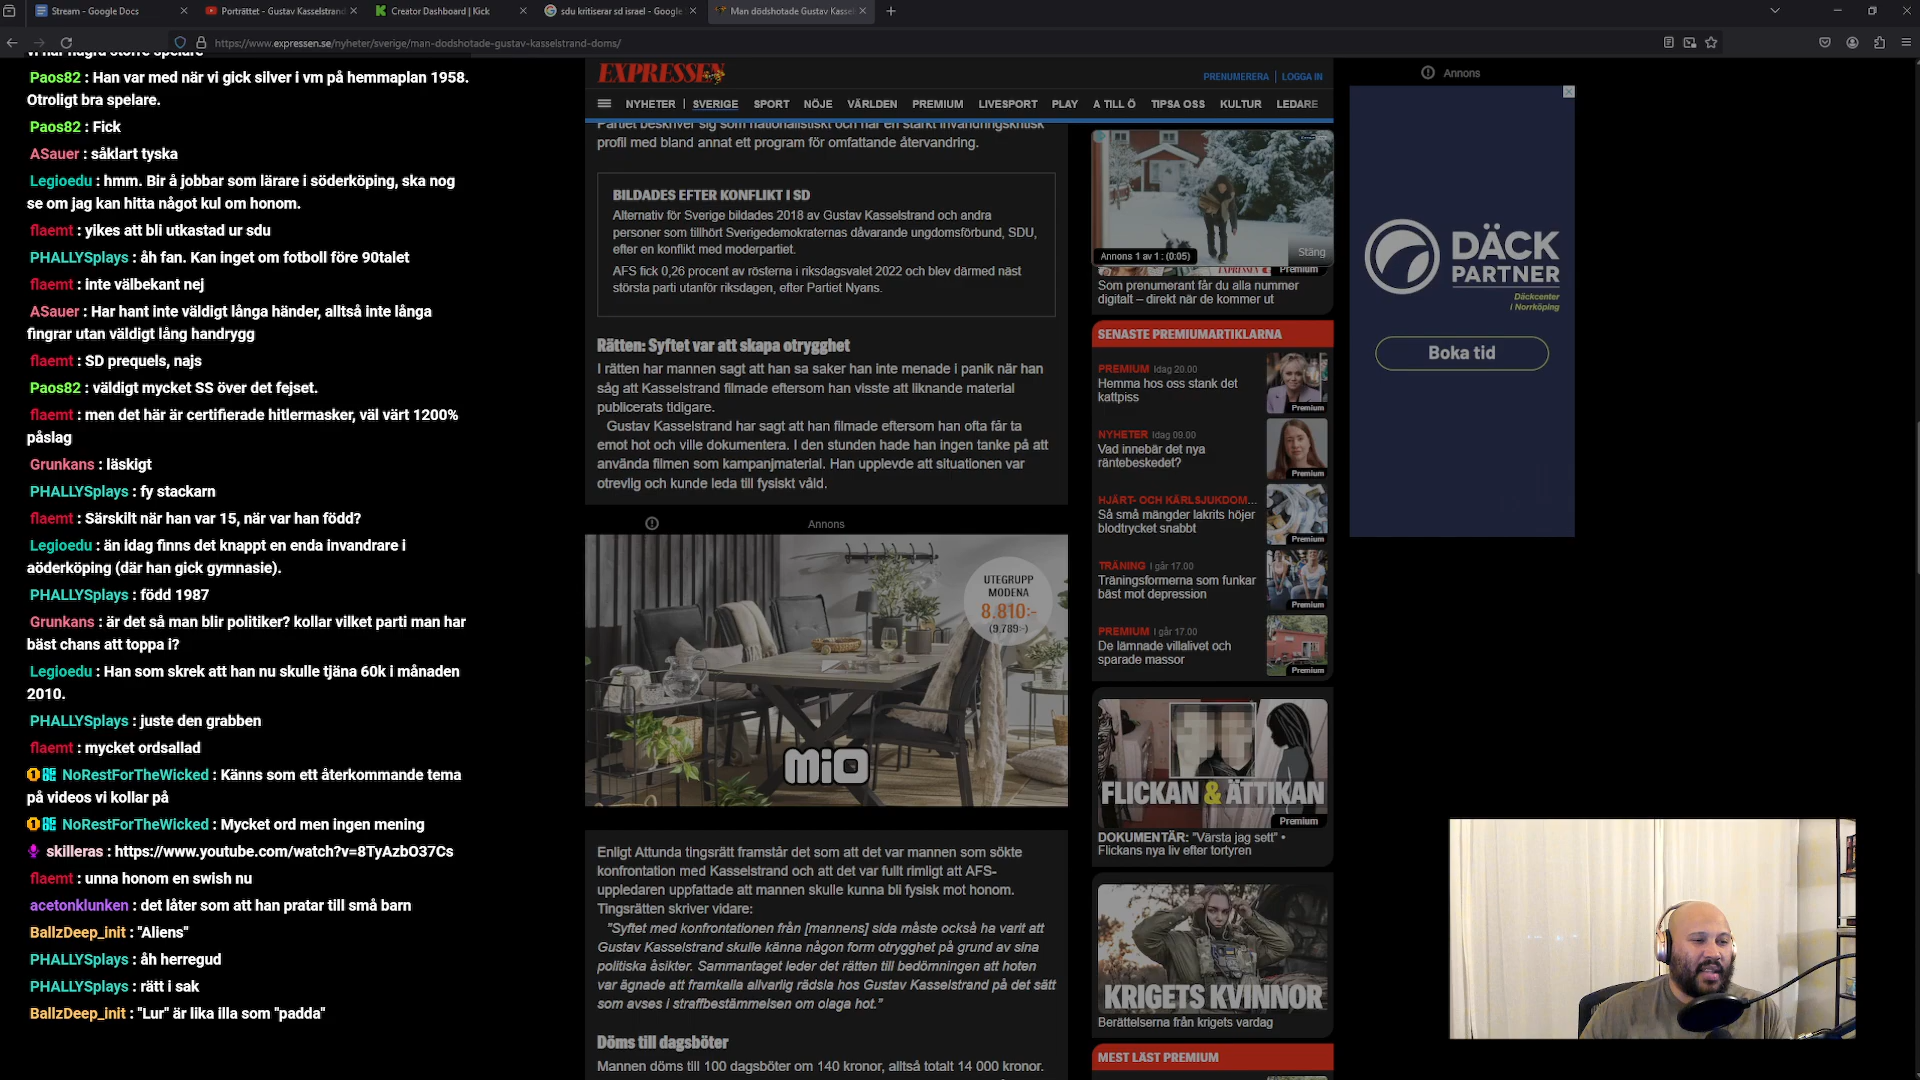 Stream - Google Docs
Porträttet - Gustav Kasselstrand
Creator Dashboard | Kick
sdu kritiserar sd israel - Google
Man dödshotade Gustav Kassel
https://www.expressen.se/nyheter/sverige/man-dodshotade-gustav-kasselstrand-doms/
vi har några större spelare
Paos82 : Han var med när vi gick silver i vm på hemmaplan 1958.
Otroligt bra spelare.
Paos82 : Fick
ASauer : såklart tyska
Legioedu : hmm. Bir å jobbar som lärare i söderköping, ska nog
se om jag kan hitta något kul om honom.
flaemt : yikes att bli utkastad ur sdu
PHALLYSplays : åh fan. Kan inget om fotboll före 90talet
flaemt : inte välbekant nej
ASauer : Har hant inte väldigt långa händer, alltså inte långa
fingrar utan väldigt lång handrygg
flaemt : SD prequels, najs
Paos82 : väldigt mycket SS över det fejset.
flaemt : men det här är certifierade hitlermasker, väl värt 1200%
påslag
Grunkans : läskigt
PHALLYSplays : fy stackarn
flaemt : Särskilt när han var 15, när var han född?
Legioedu : än idag finns det knappt en enda invandrare i
aöderköping (där han gick gymnasie).
PHALLYSplays : född 1987
Grunkans : är det så man blir politiker? kollar vilket parti man har
bäst chans att toppa i?
Legioedu : Han som skrek att han nu skulle tjäna 60k i månaden
2010.
PHALLYSplays : juste den grabben
flaemt : mycket ordsallad
NoRestForTheWicked : Känns som ett återkommande tema
på videos vi kollar på
NoRestForTheWicked : Mycket ord men ingen mening
skilleras : https://www.youtube.com/watch?v=8TyAzbO37Cs
flaemt : unna honom en swish nu
acetonklunken : det låter som att han pratar till små barn
BallzDeep_init : "Aliens"
PHALLYSplays : åh herregud
PHALLYSplays : rätt i sak
BallzDeep_init : "Lur" är lika illa som "padda"
EXPRESSEN
PRENUMERERA | LOGGA IN
NYHETER | SVERIGE SPORT NÖJE VÄRLDEN PREMIUM LIVESPORT PLAY A TILL Ö TIPSA OSS KULTUR LEDARE
Partiet beskriver sig som nationalistiskt och har en starkt invandringskritisk
profil med bland annat ett program för omfattande återvandring.
BILDADES EFTER KONFLIKT I SD
Alternativ för Sverige bildades 2018 av Gustav Kasselstrand och andra
personer som tillhört Sverigedemokraternas dåvarande ungdomsförbund, SDU,
efter en konflikt med moderpartiet.
AFS fick 0,26 procent av rösterna i riksdagsvalet 2022 och blev därmed näst
största parti utanför riksdagen, efter Partiet Nyans.
Rätten: Syftet var att skapa otrygghet
I rätten har mannen sagt att han sa saker han inte menade i panik när han
såg att Kasselstrand filmade eftersom han visste att liknande material
publicerats tidigare.
Gustav Kasselstrand har sagt att han filmade eftersom han ofta får ta
emot hot och ville dokumentera. I den stunden hade han ingen tanke på att
använda filmen som kampanjmaterial. Han upplevde att situationen var
otrevlig och kunde leda till fysiskt våld.
Annons
UTEGRUPP
MODENA
8.810:-
(9.789:-)
MIO
Enligt Attunda tingsrätt framstår det som att det var mannen som sökte
konfrontation med Kasselstrand och att det var fullt rimligt att AFS-
uppledaren uppfattade att mannen skulle kunna bli fysisk mot honom.
Tingsrätten skriver vidare:
"Syftet med konfrontationen från [mannens] sida måste också ha varit att
Gustav Kasselstrand skulle känna någon form otrygghet på grund av sina
politiska åsikter. Sammantaget leder det rätten till bedömningen att hoten
var ägnade att framkalla allvarlig rädsla hos Gustav Kasselstrand på det sätt
som avses i straffbestämmelsen om olaga hot."
Döms till dagsböter
Mannen döms till 100 dagsböter om 140 kronor, alltså totalt 14 000 kronor.
Annons 1 av 1 : (0:05)
Stäng
Premium
Som prenumerant får du alla nummer
digitalt – direkt när de kommer ut
SENASTE PREMIUMARTIKLARNA
PREMIUM Idag 20.00
Hemma hos oss stank det
kattpiss
Premium
NYHETER Idag 09.00
Vad innebär det nya
räntebeskedet?
Premium
HJÄRT- OCH KÄRLSJUKDOM...
Så små mängder lakrits höjer
blodtrycket snabbt
Premium
TRÄNING I går 17.00
Träningsformerna som funkar
bäst mot depression
Premium
PREMIUM I går 17.00
De lämnade villalivet och
sparade massor
Premium
FLICKAN & ÄTTIKAN
Premium
DOKUMENTÄR: "Värsta jag sett" •
Flickans nya liv efter tortyren
KRIGETS KVINNOR
Berättelserna från krigets vardag
MEST LÄST PREMIUM
Annons
DÄCK
PARTNER
Däckcenter
i Norrköping
Boka tid